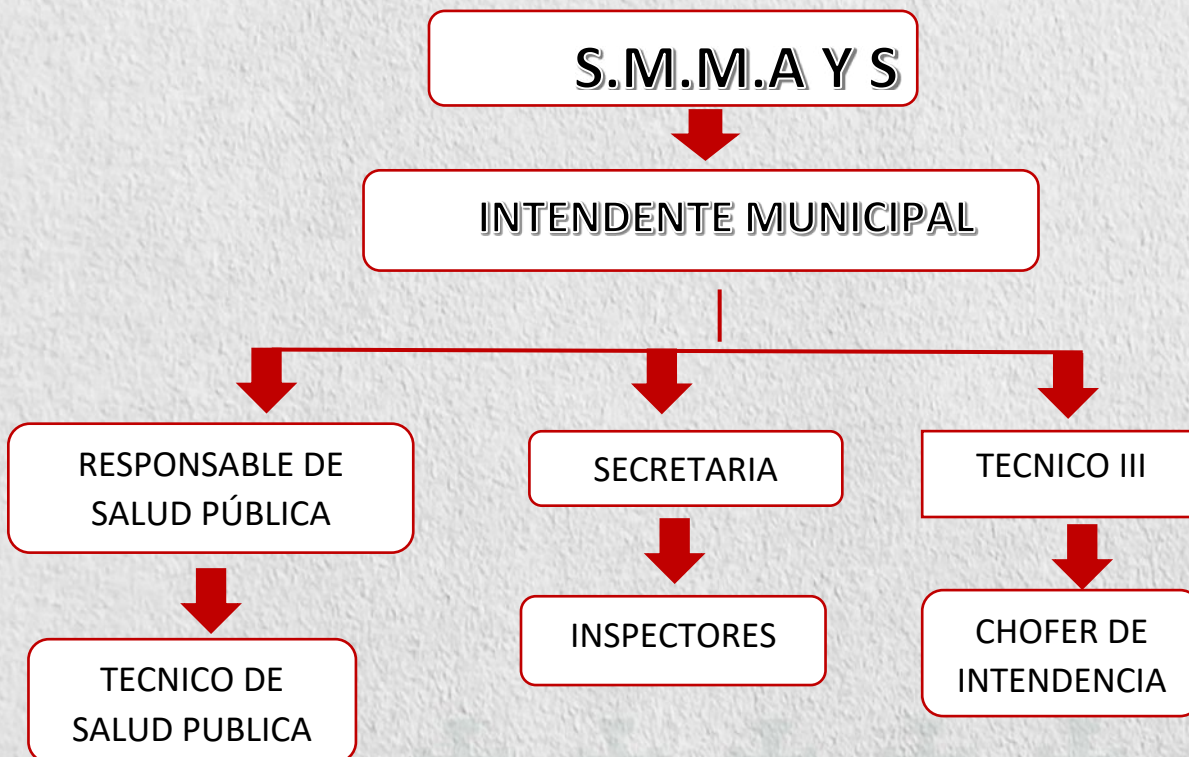 S.M.M.A Y S
INTENDENTE MUNICIPAL
RESPONSABLE DE
SALUD PÚBLICA
SECRETARIA
TECNICO III
TECNICO DE
SALUD PUBLICA
INSPECTORES
CHOFER DE
INTENDENCIA